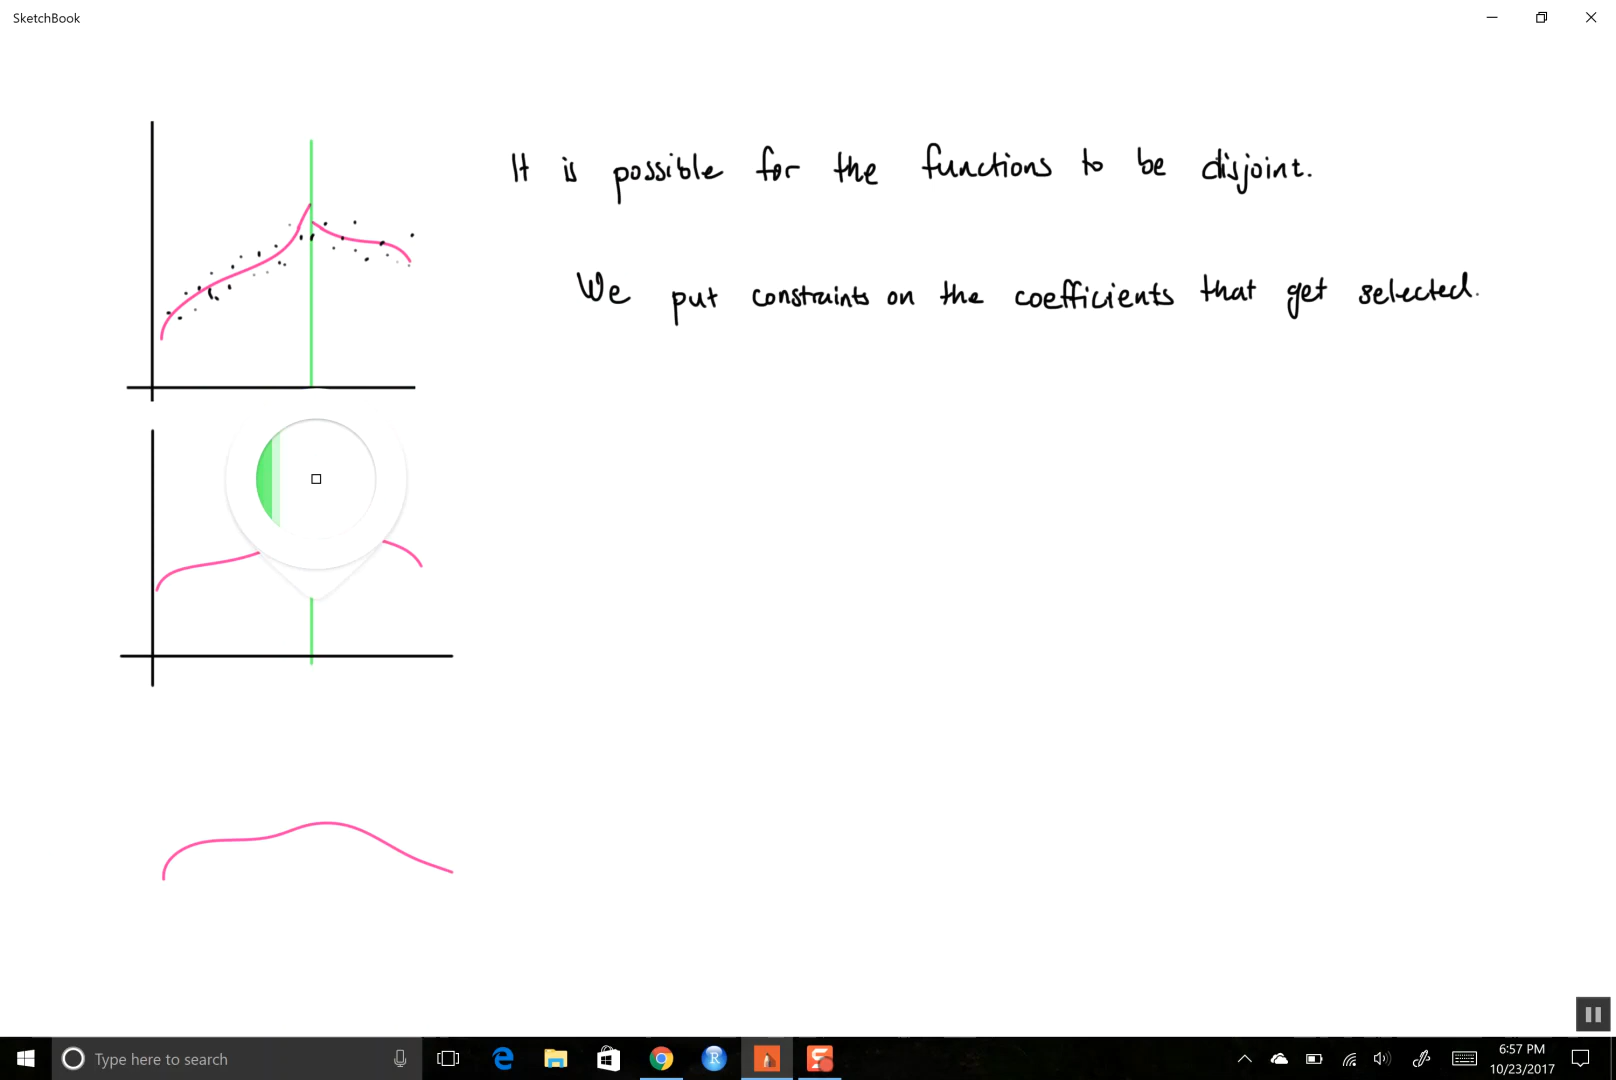 SketchBook
It is possible for the functions to be disjoint.
We put constraints on the coefficients that get selected.
Type here to search
6:57 PM
10/23/2017